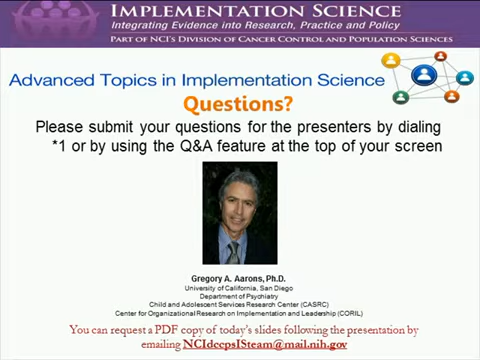 IMPLEMENTATION SCIENCE
Integrating Evidence into Research, Practice and Policy
PART OF NCI'S DIVISION OF CANCER CONTROL AND POPULATION SCIENCES
Advanced Topics in Implementation Science
Questions?
Please submit your questions for the presenters by dialing
*1 or by using the Q&A feature at the top of your screen
Gregory A. Aarons, Ph.D.
University of California, San Diego
Department of Psychiatry
Child and Adolescent Services Research Center (CASRC)
Center for Organizational Research on Implementation and Leadership (CORIL)
You can request a PDF copy of today's slides following the presentation by
emailing NCIdccpsISteam@mail.nih.gov